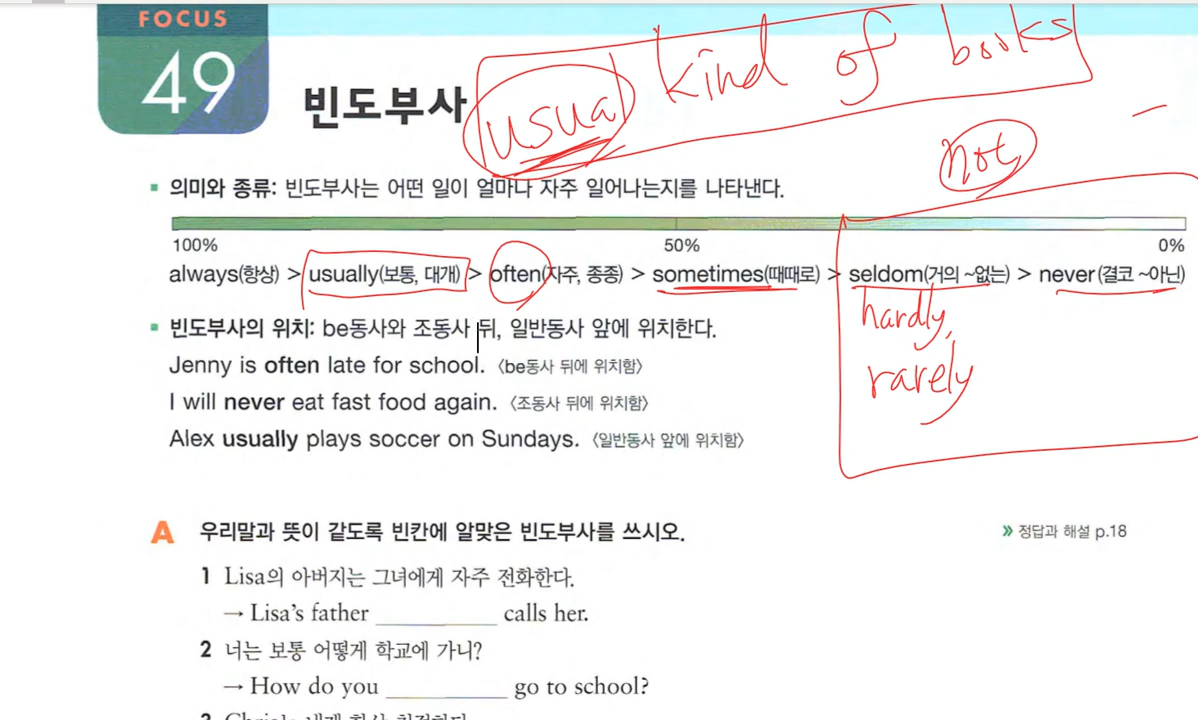 FOCUS
49
빈도부사
usual kind of books
not
의미와 종류: 빈도부사는 어떤 일이 얼마나 자주 일어나는지를 나타낸다.
100% 50% 0%
always(항상) > usually(보통, 대개) > often(자주, 종종) > sometimes(때때로) > seldom(거의 ~없는) > never(결코 ~아닌)
hardly,
rarely
빈도부사의 위치: be동사와 조동사 뒤, 일반동사 앞에 위치한다.
Jenny is often late for school. <be동사 뒤에 위치함>
I will never eat fast food again. <조동사 뒤에 위치함>
Alex usually plays soccer on Sundays. <일반동사 앞에 위치함>
A 우리말과 뜻이 같도록 빈칸에 알맞은 빈도부사를 쓰시오.
» 정답과 해설 p.18
1 Lisa의 아버지는 그녀에게 자주 전화한다.
→ Lisa's father ________ calls her.
2 너는 보통 어떻게 학교에 가니?
→ How do you ________ go to school?